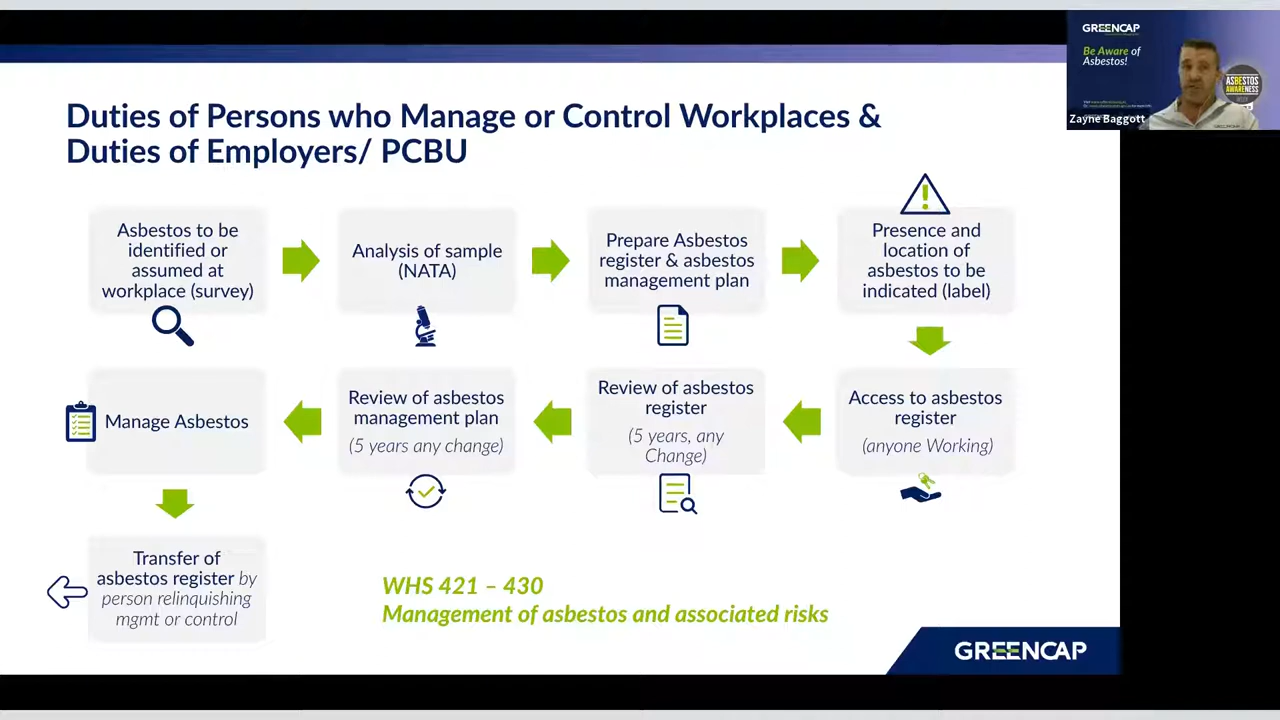 GREENCAP
Be Aware of
Asbestos!
ASBESTOS
AWARENESS
Zayne Baggott
Duties of Persons who Manage or Control Workplaces &
Duties of Employers/ PCBU
Asbestos to be
identified or
assumed at
workplace (survey)
Analysis of sample
(NATA)
Prepare Asbestos
register & asbestos
management plan
Presence and
location of
asbestos to be
indicated (label)
Manage Asbestos
Review of asbestos
management plan
(5 years any change)
Review of asbestos
register
(5 years, any
Change)
Access to asbestos
register
(anyone Working)
Transfer of
asbestos register by
person relinquishing
mgmt or control
WHS 421 – 430
Management of asbestos and associated risks
GREENCAP